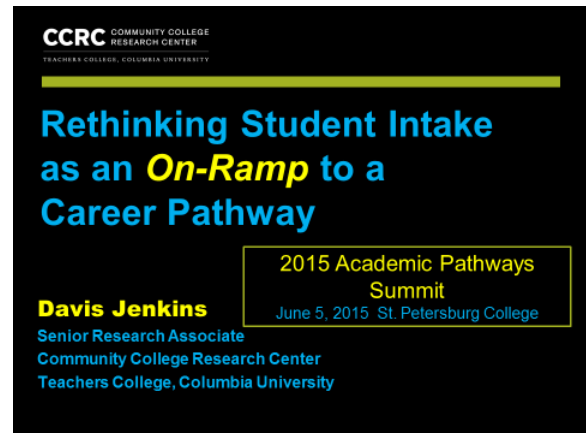 CCRC COMMUNITY COLLEGE
RESEARCH CENTER
TEACHERS COLLEGE, COLUMBIA UNIVERSITY
Rethinking Student Intake
as an On-Ramp to a
Career Pathway
2015 Academic Pathways
Summit
June 5, 2015 St. Petersburg College
Davis Jenkins
Senior Research Associate
Community College Research Center
Teachers College, Columbia University